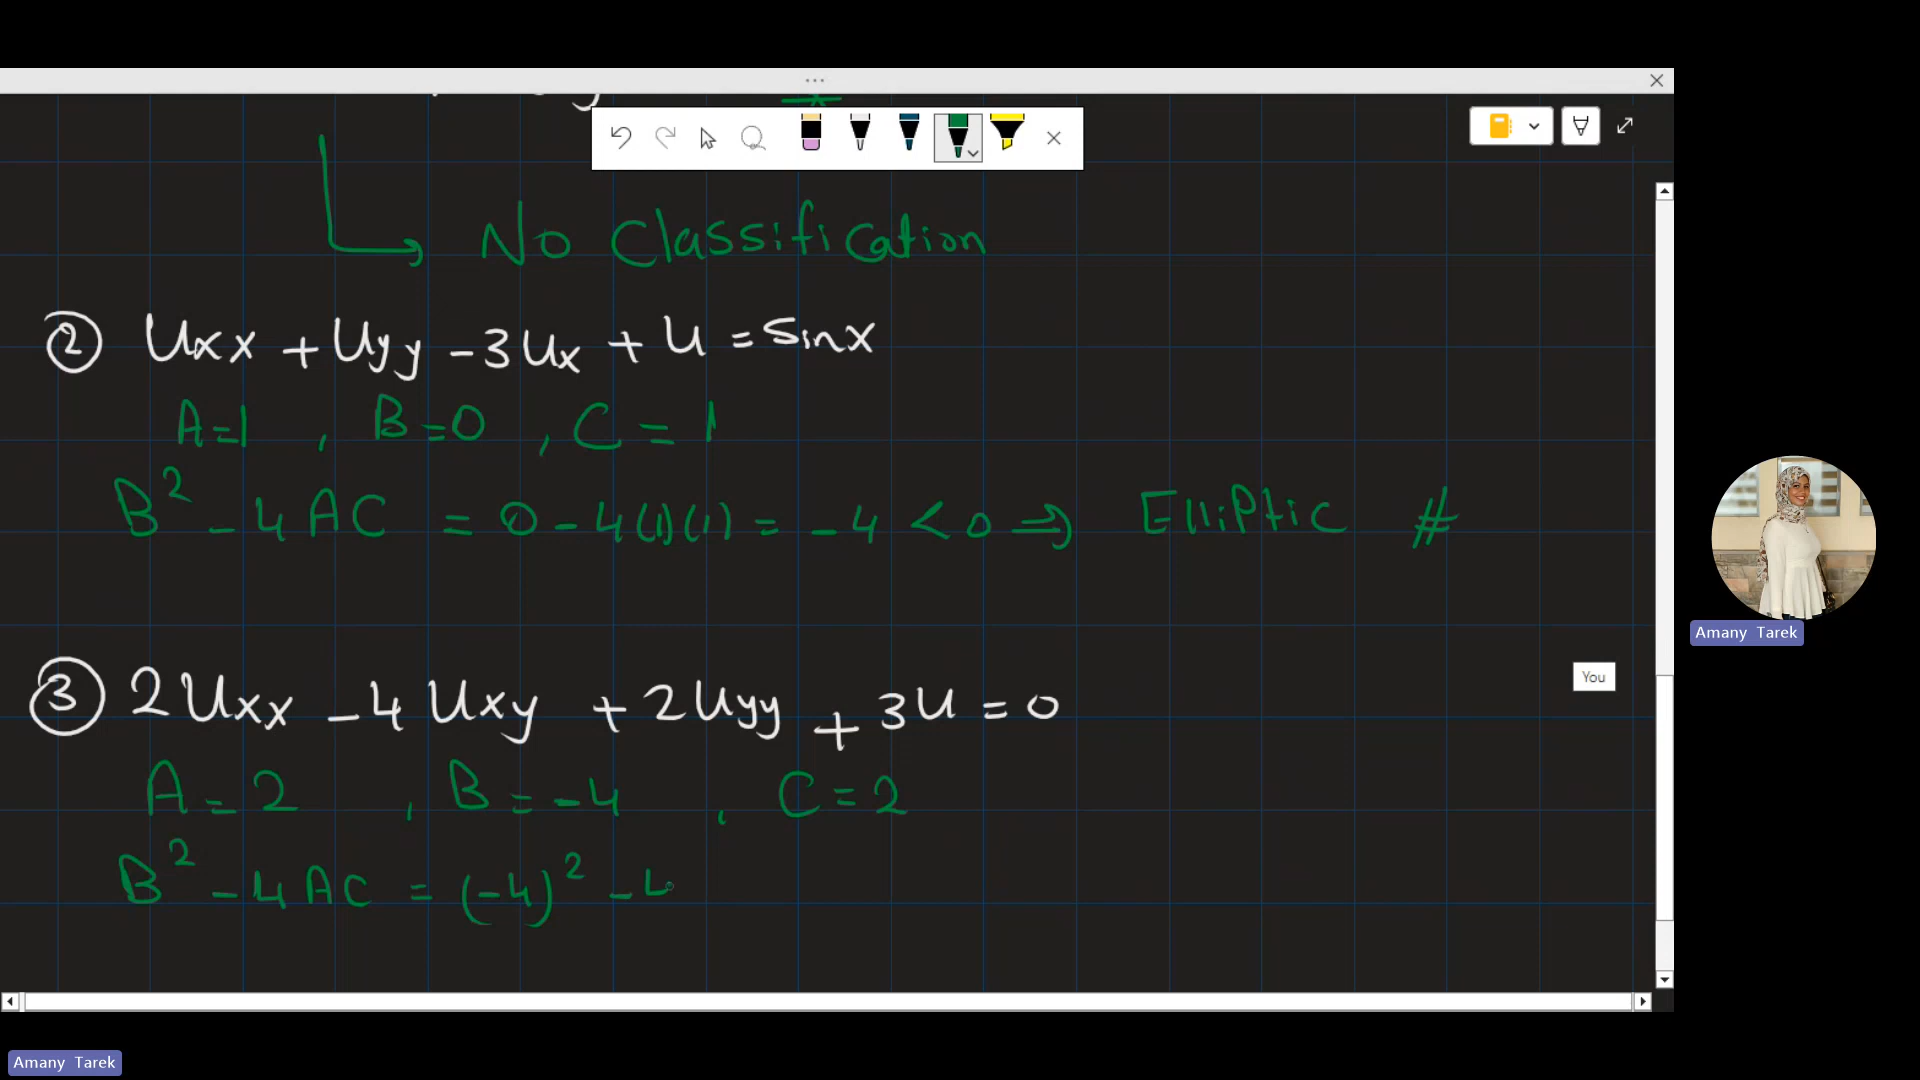 No Classification
② Uxx + Uyy - 3Ux + U = sinx
A=1 , B=0 , C = 1
B² - 4AC = 0 - 4(1)(1) = -4 < 0 ⇒ Elliptic #
③ 2Uxx - 4Uxy + 2Uyy + 3U = 0
A = 2 , B = -4 , C = 2
B² - 4AC = (-4)² - 4
You
Amany Tarek
Amany Tarek